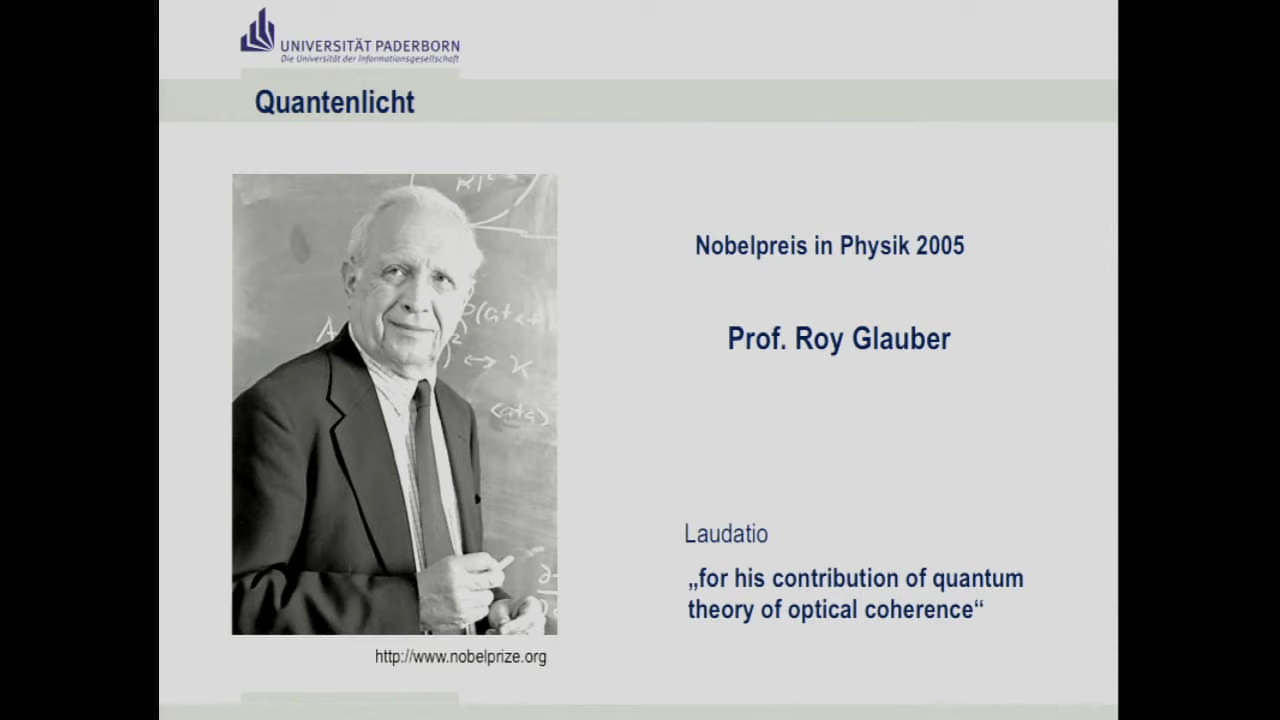 UNIVERSITÄT PADERBORN
Die Universität der Informationsgesellschaft
Quantenlicht
Nobelpreis in Physik 2005
Prof. Roy Glauber
Laudatio
„for his contribution of quantum
theory of optical coherence“
http://www.nobelprize.org